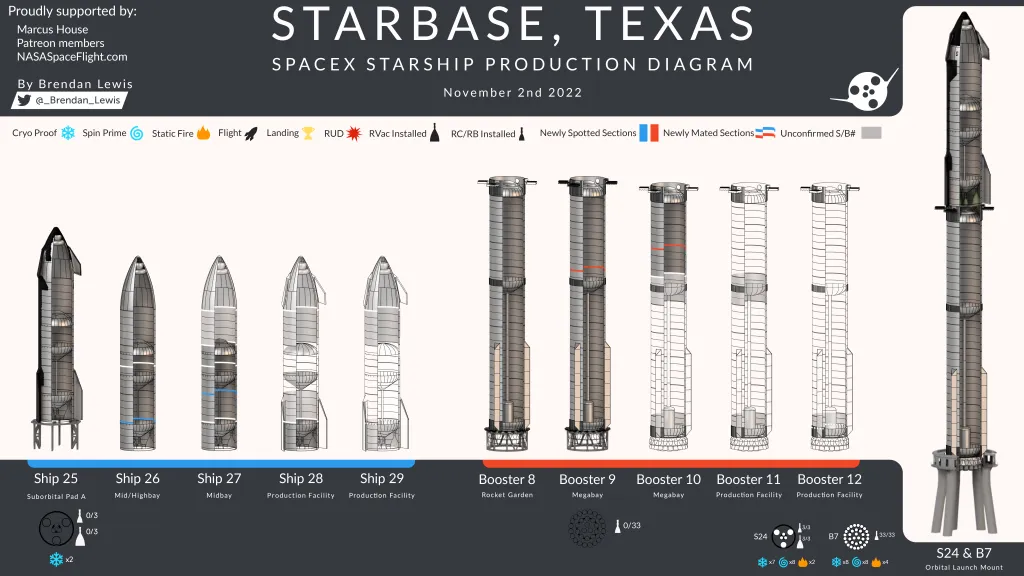 Proudly supported by:
Marcus House
Patreon members
NASASpaceFlight.com
By Brendan Lewis
@_Brendan_Lewis
STARBASE, TEXAS
SPACEX STARSHIP PRODUCTION DIAGRAM
November 2nd 2022
Cryo Proof Spin Prime Static Fire Flight Landing RUD RVac Installed RC/RB Installed Newly Spotted Sections Newly Mated Sections Unconfirmed S/B#
Ship 25 Ship 26 Ship 27 Ship 28 Ship 29 Booster 8 Booster 9 Booster 10 Booster 11 Booster 12
Suborbital Pad A Mid/Highbay Midbay Production Facility Production Facility Rocket Garden Megabay Megabay Production Facility Production Facility
0/3
0/3
x2
0/33
S24 3/3
3/3
x7 x8 x2
B7 33/33
x8 x8 x4
S24 & B7
Orbital Launch Mount